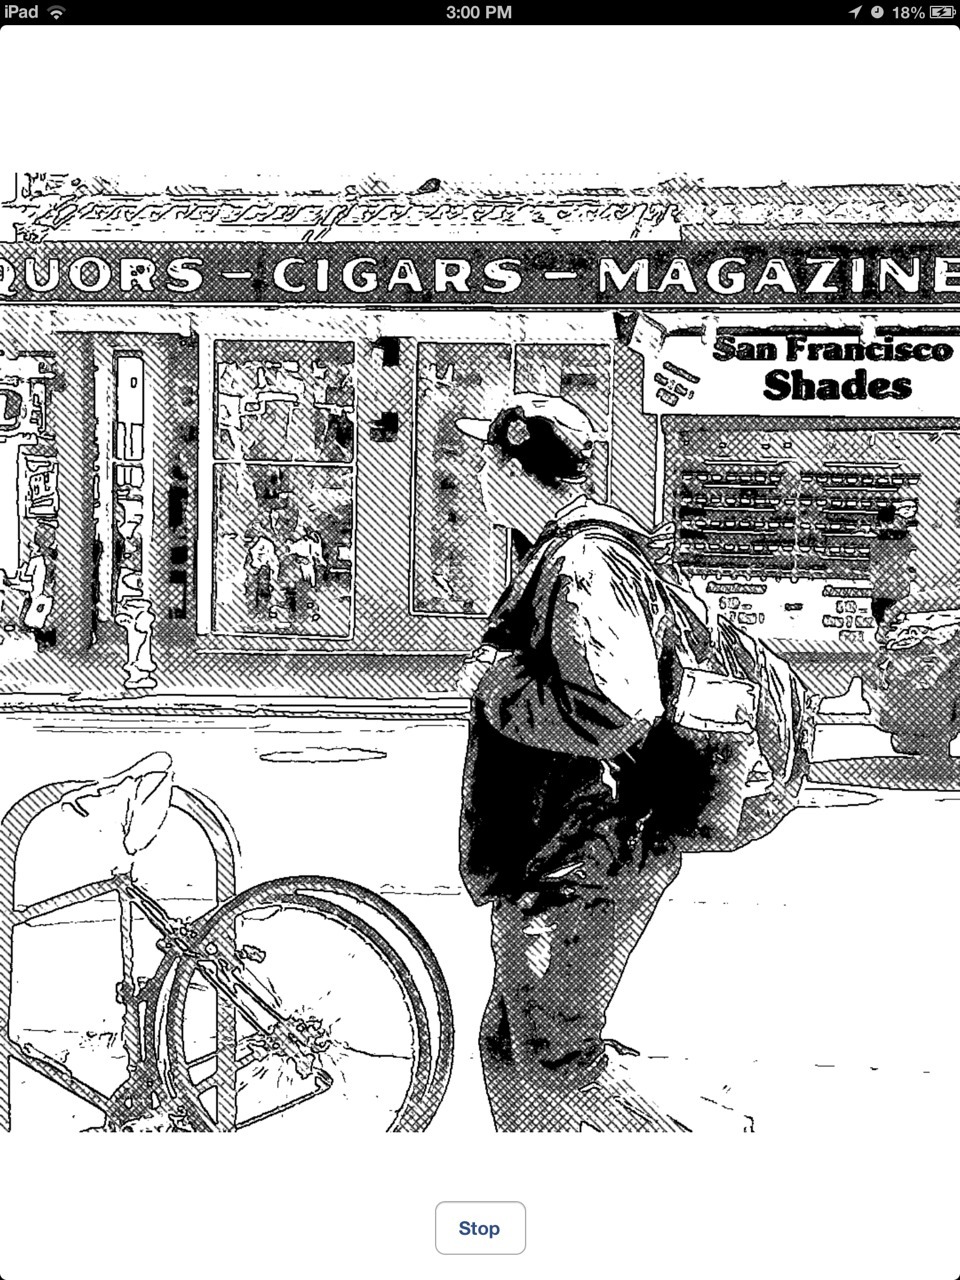 iPad 3:00 PM 18%
QUORS – CIGARS – MAGAZINE
San Francisco
Shades
Stop